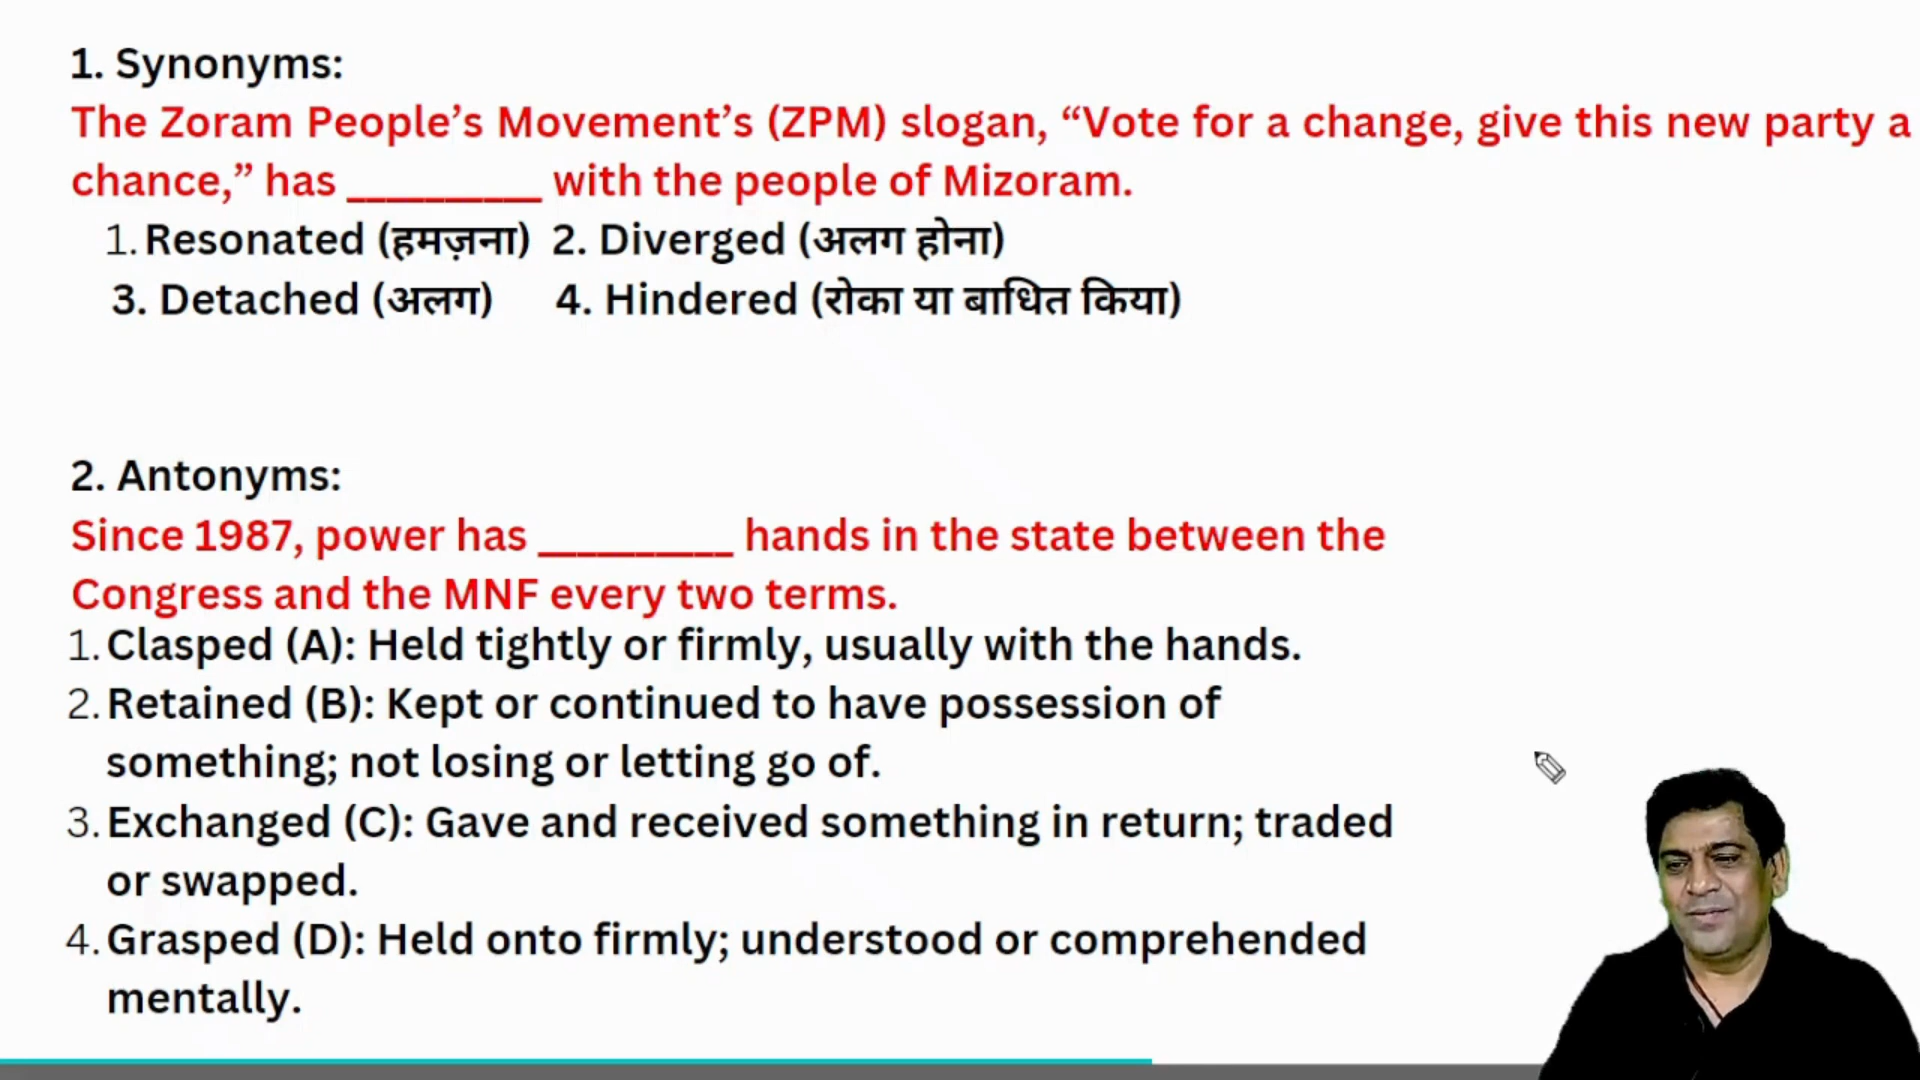 1. Synonyms:
The Zoram People’s Movement’s (ZPM) slogan, “Vote for a change, give this new party a
chance,” has _________ with the people of Mizoram.
1. Resonated (हमज़ना) 2. Diverged (अलग होना)
3. Detached (अलग) 4. Hindered (रोका या बाधित किया)
2. Antonyms:
Since 1987, power has _________ hands in the state between the
Congress and the MNF every two terms.
1. Clasped (A): Held tightly or firmly, usually with the hands.
2. Retained (B): Kept or continued to have possession of
something; not losing or letting go of.
3. Exchanged (C): Gave and received something in return; traded
or swapped.
4. Grasped (D): Held onto firmly; understood or comprehended
mentally.